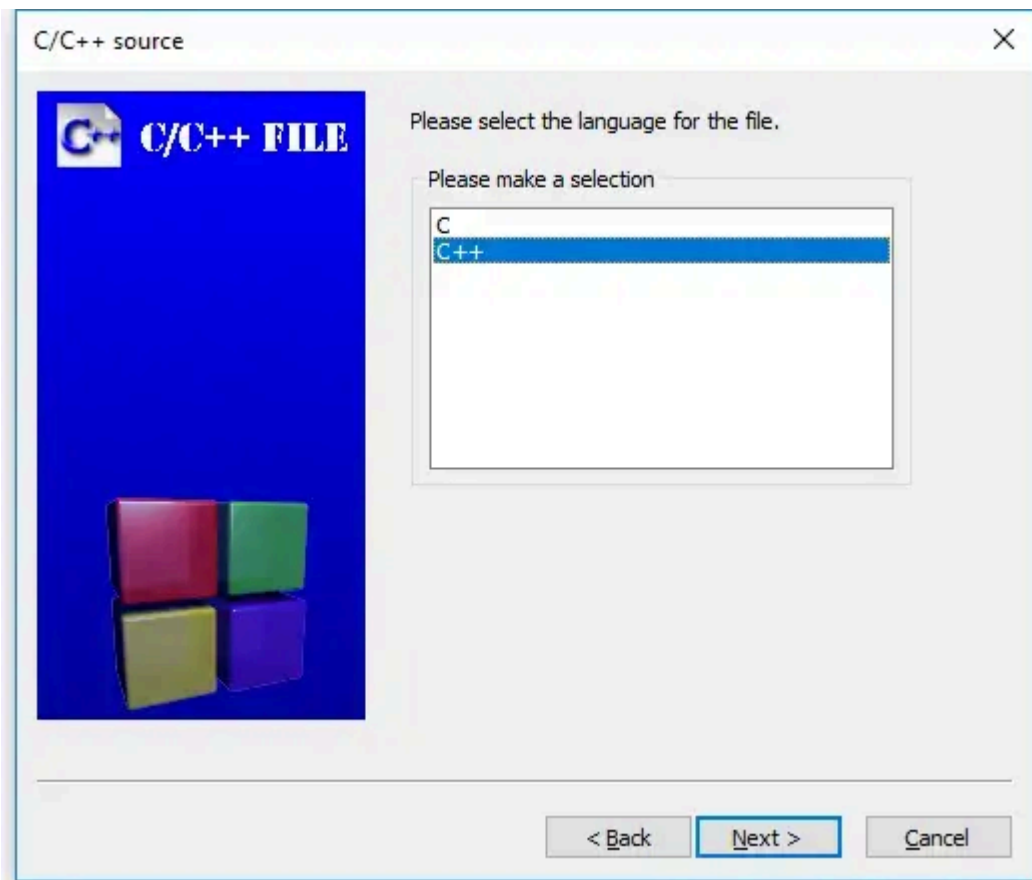 C/C++ source
C++ C/C++ FILE
Please select the language for the file.
Please make a selection
C
C++
< Back
Next >
Cancel